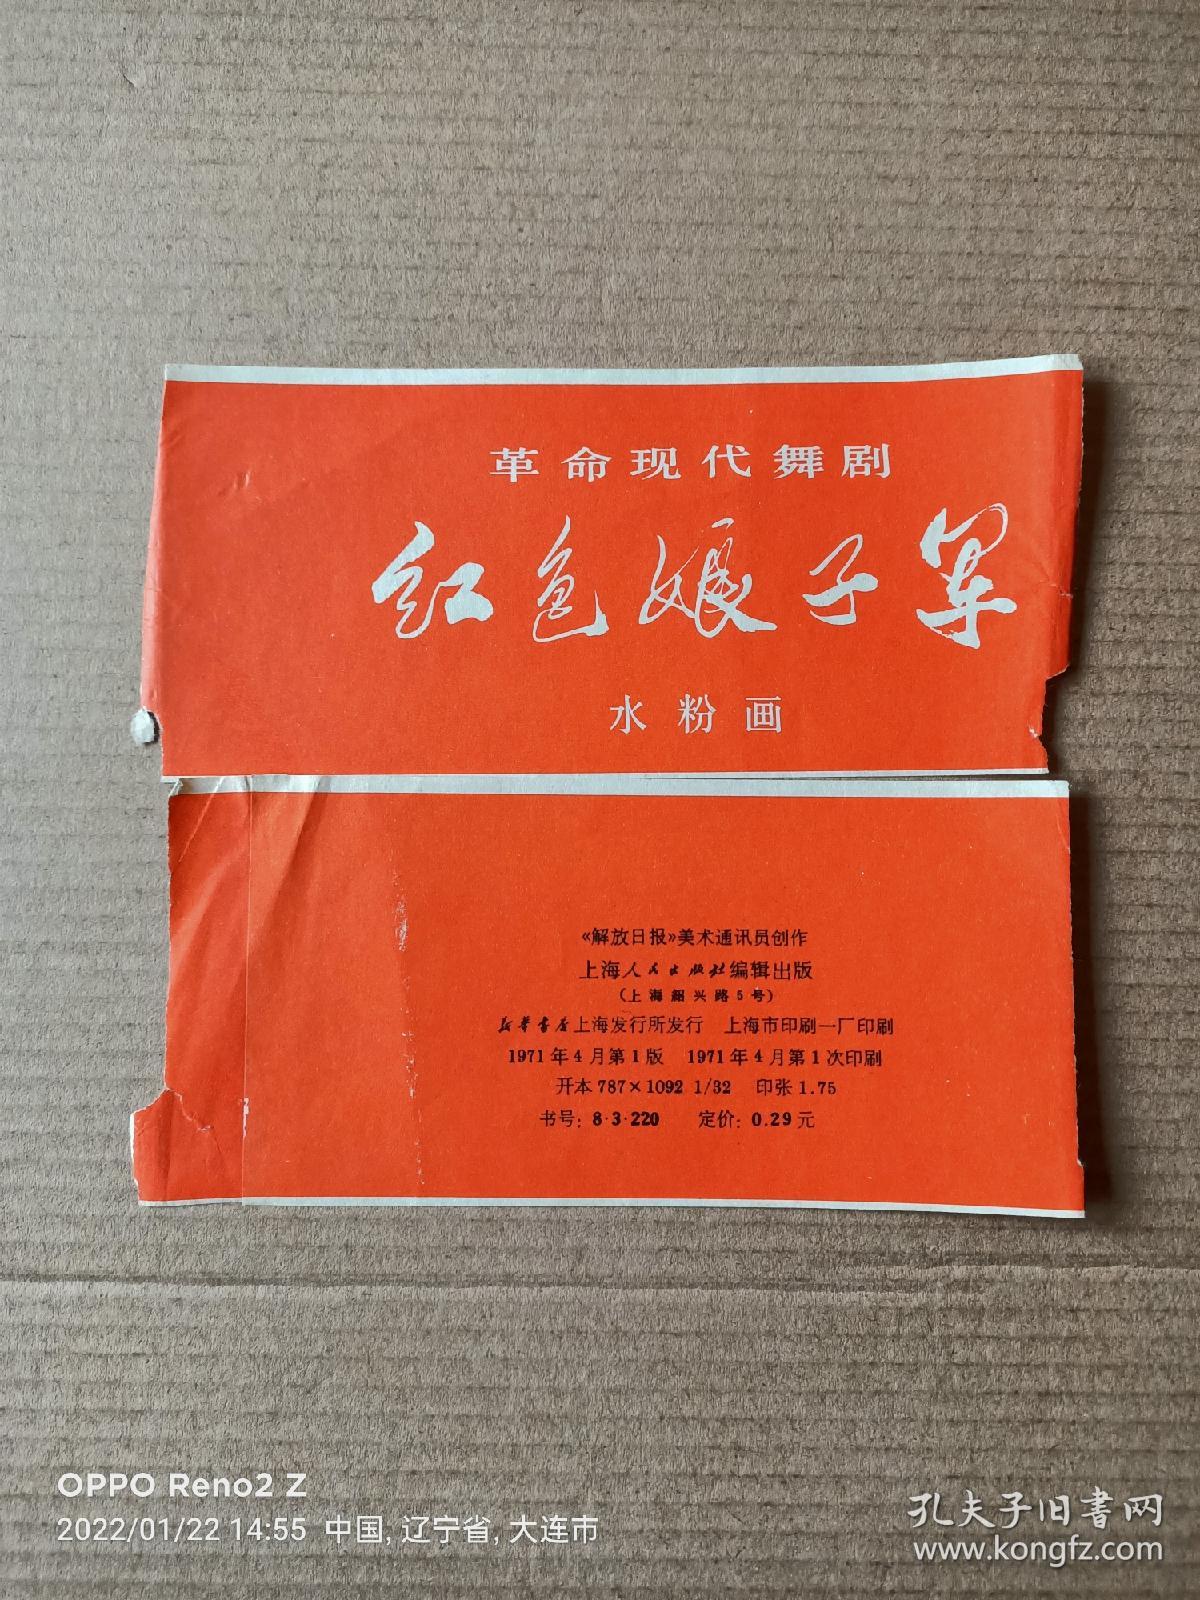 革命现代舞剧
红色娘子军
水粉画
《解放日报》美术通讯员创作
上海人民出版社编辑出版
（上海绍兴路5号）
新华书店上海发行所发行 上海市印刷一厂印刷
1971年4月第1版 1971年4月第1次印刷
开本 787×1092 1/32 印张 1.75
书号: 8·3·220 定价: 0.29元
OPPO Reno2 Z
2022/01/22 14:55 中国, 辽宁省, 大连市
孔夫子旧书网
www.kongfz.com